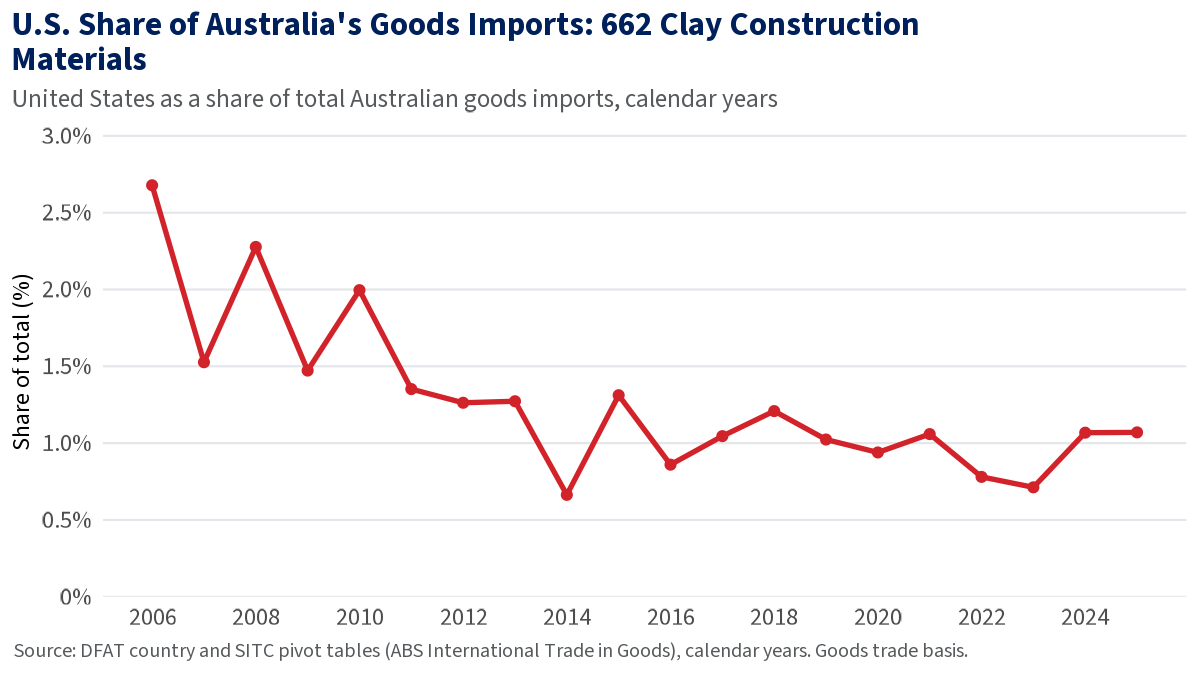 U.S. Share of Australia's Goods Imports: 662 Clay Construction
Materials
United States as a share of total Australian goods imports, calendar years
Share of total (%)
3.0%
2.5%
2.0%
1.5%
1.0%
0.5%
0%
2006 2008 2010 2012 2014 2016 2018 2020 2022 2024
Source: DFAT country and SITC pivot tables (ABS International Trade in Goods), calendar years. Goods trade basis.